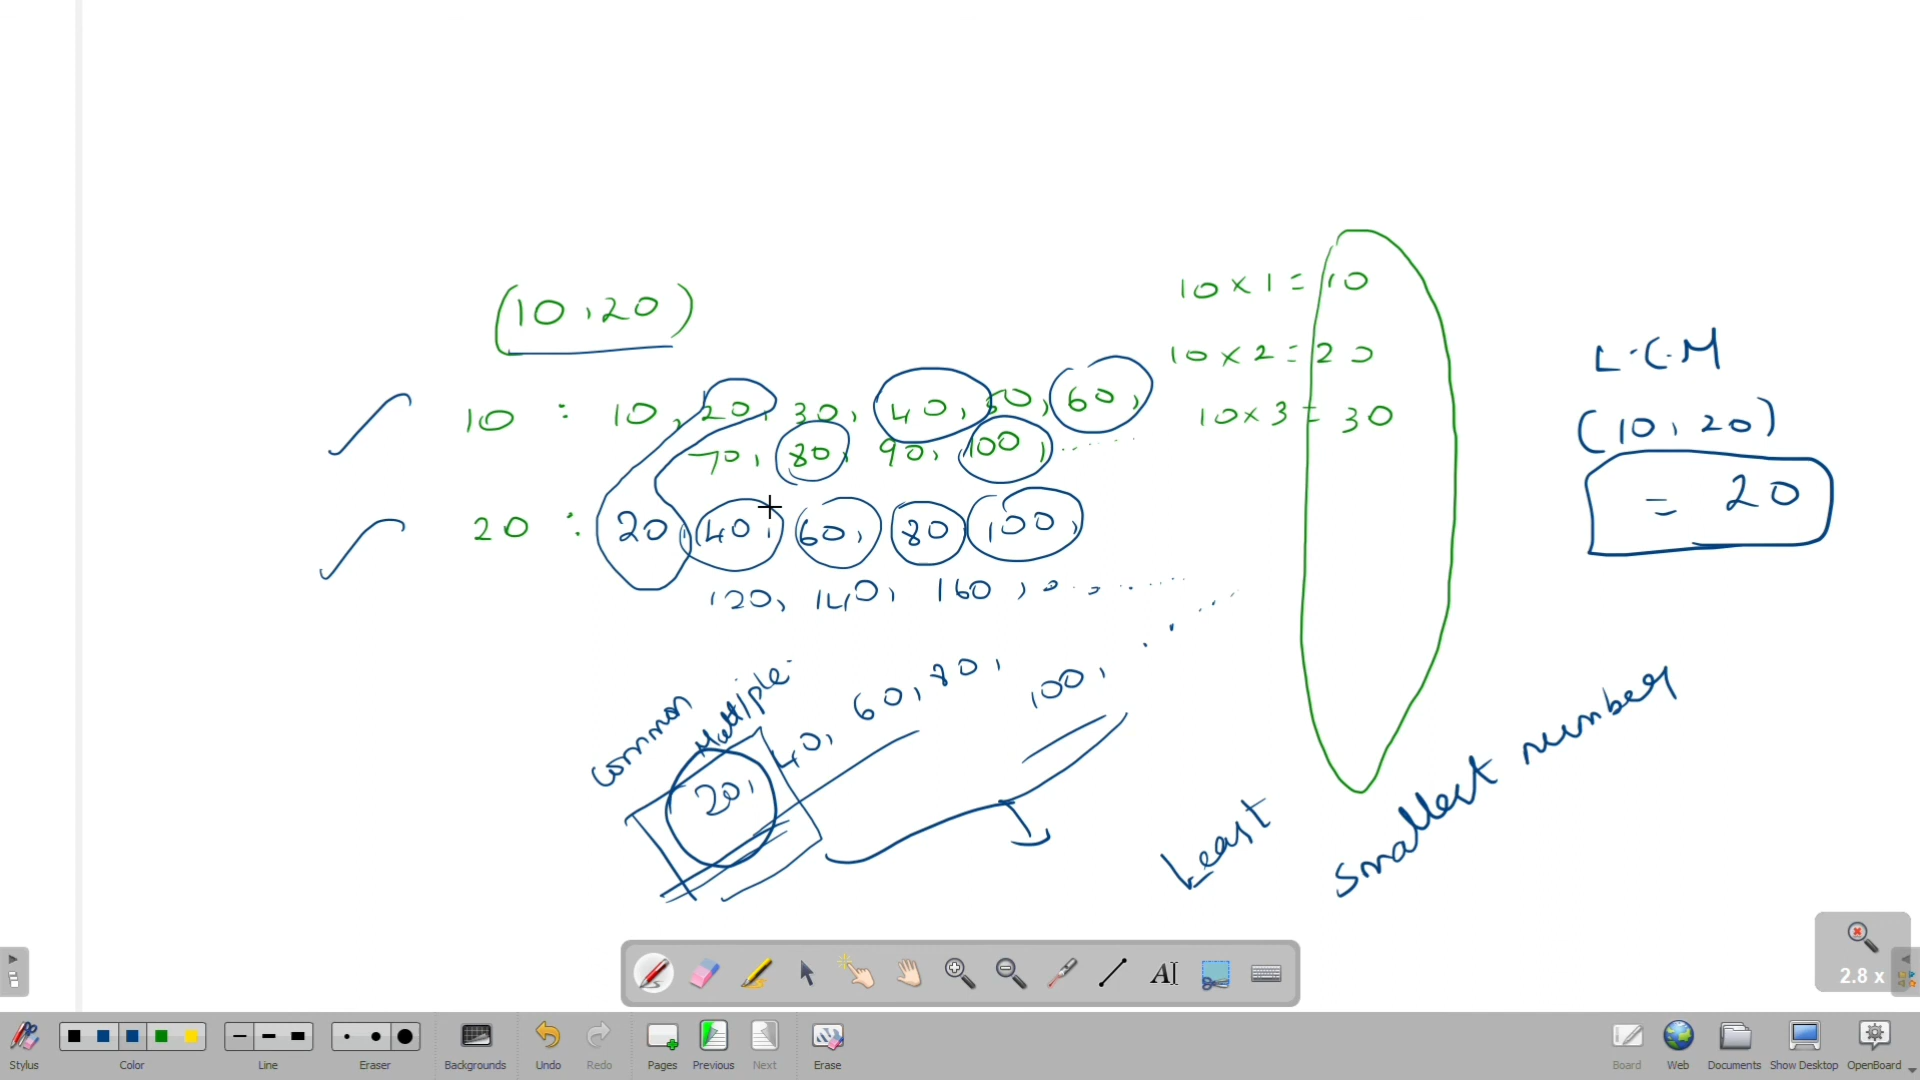 (10, 20)
10 × 1 = 10
10 × 2 = 20
10 × 3 = 30
10 : 10, 20, 30, 40, 50, 60,
70, 80, 90, 100, ......
20 : 20, 40, 60, 80, 100,
120, 140, 160, ......
L.C.M
(10, 20)
= 20
Common Multiple
20, 40, 60, 80, 100, ......
Least
Smallest number
2.8 x
Stylus
Color
Line
Eraser
Backgrounds
Undo
Redo
Pages
Previous
Next
Erase
Board
Web
Documents
Show Desktop
OpenBoard